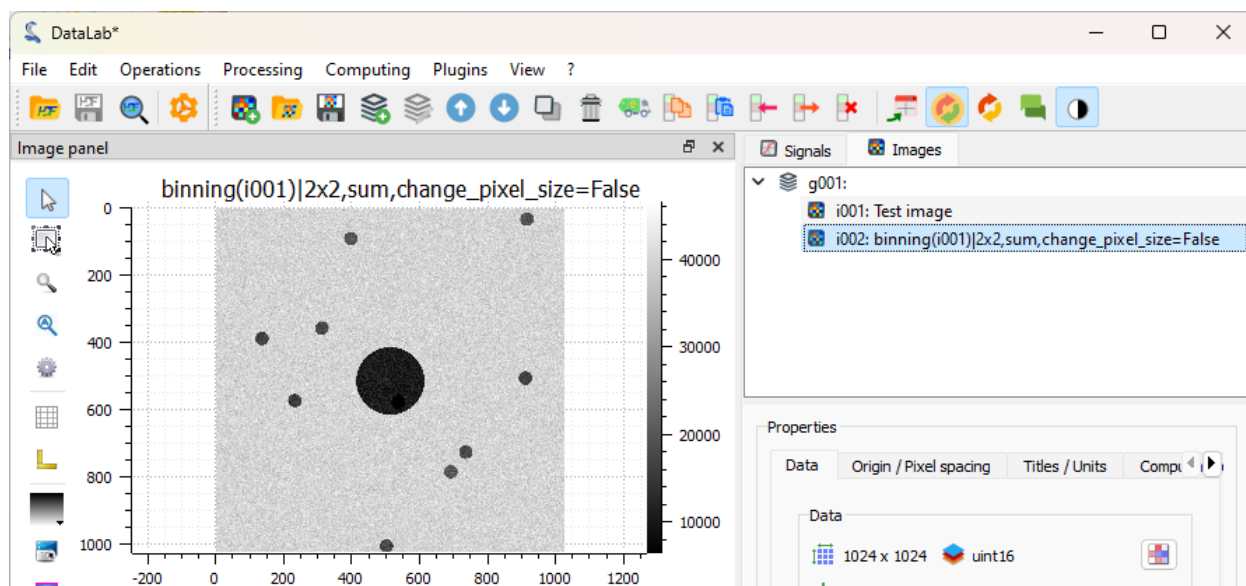 DataLab*
File Edit Operations Processing Computing Plugins View ?
Image panel
binning(i001)|2x2,sum,change_pixel_size=False
0
200
400
600
800
1000
-200 0 200 400 600 800 1000 1200
40000
30000
20000
10000
Signals Images
g001:
i001: Test image
i002: binning(i001)|2x2,sum,change_pixel_size=False
Properties
Data Origin / Pixel spacing Titles / Units
Data
1024 x 1024 uint16